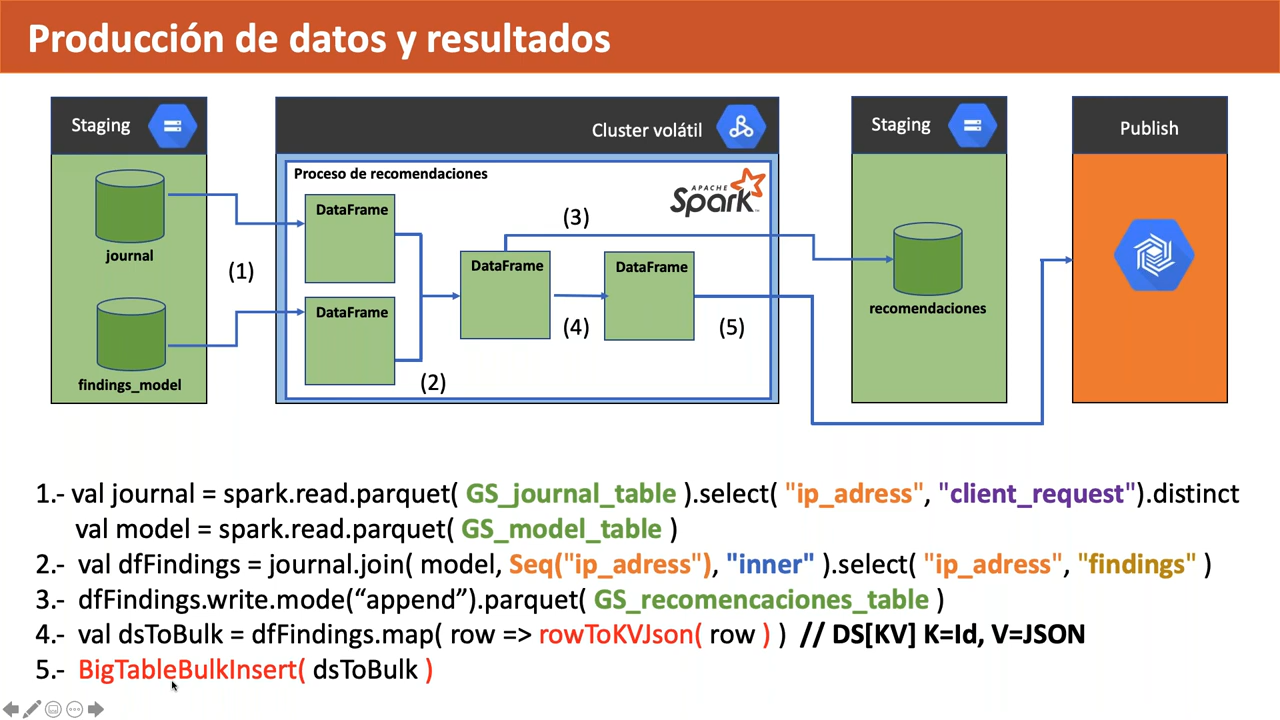 Producción de datos y resultados
Staging
Cluster volátil
Staging
Publish
Proceso de recomendaciones
APACHE
Spark
TM
DataFrame
(3)
journal
DataFrame
DataFrame
(1)
DataFrame
recomendaciones
(4)
(5)
findings_model
(2)
1.- val journal = spark.read.parquet( GS_journal_table ).select( "ip_adress", "client_request").distinct
val model = spark.read.parquet( GS_model_table )
2.- val dfFindings = journal.join( model, Seq("ip_adress"), "inner" ).select( "ip_adress", "findings" )
3.- dfFindings.write.mode(“append”).parquet( GS_recomencaciones_table )
4.- val dsToBulk = dfFindings.map( row => rowToKVJson( row ) ) // DS[KV] K=Id, V=JSON
5.- BigTableBulkInsert( dsToBulk )